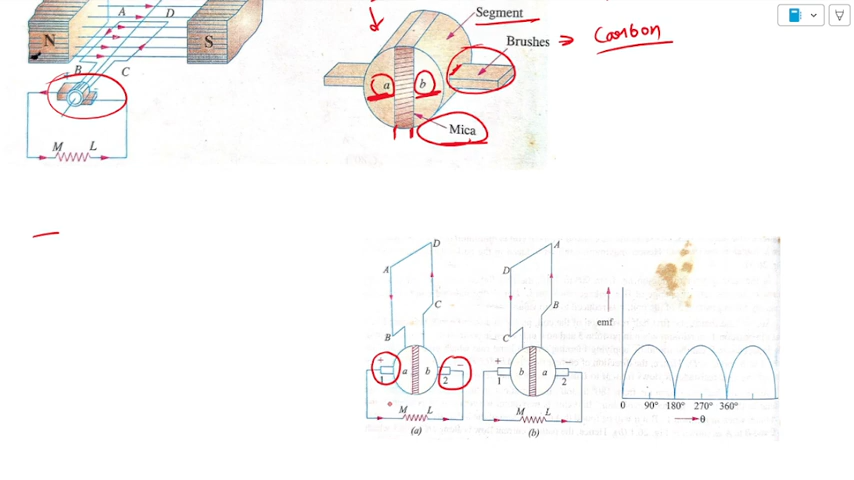 Segment
Brushes → Carbon
A
D
N
S
B
C
a
b
Mica
M
L
D
A
A
D
C
B
B
C
emf
+
−
+
−
1
a
b
2
1
b
a
2
M
L
M
L
0 90° 180° 270° 360°
→ θ
(a)
(b)